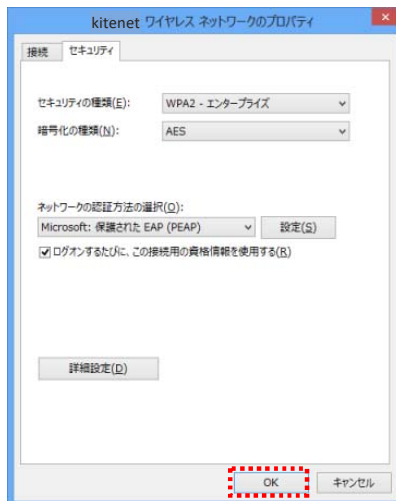 kitenet ワイヤレス ネットワークのプロパティ
接続 セキュリティ
セキュリティの種類(E): WPA2 - エンタープライズ
暗号化の種類(N): AES
ネットワークの認証方法の選択(O):
Microsoft: 保護された EAP (PEAP) 設定(S)
ログオンするたびに、この接続用の資格情報を使用する(R)
詳細設定(D)
OK キャンセル